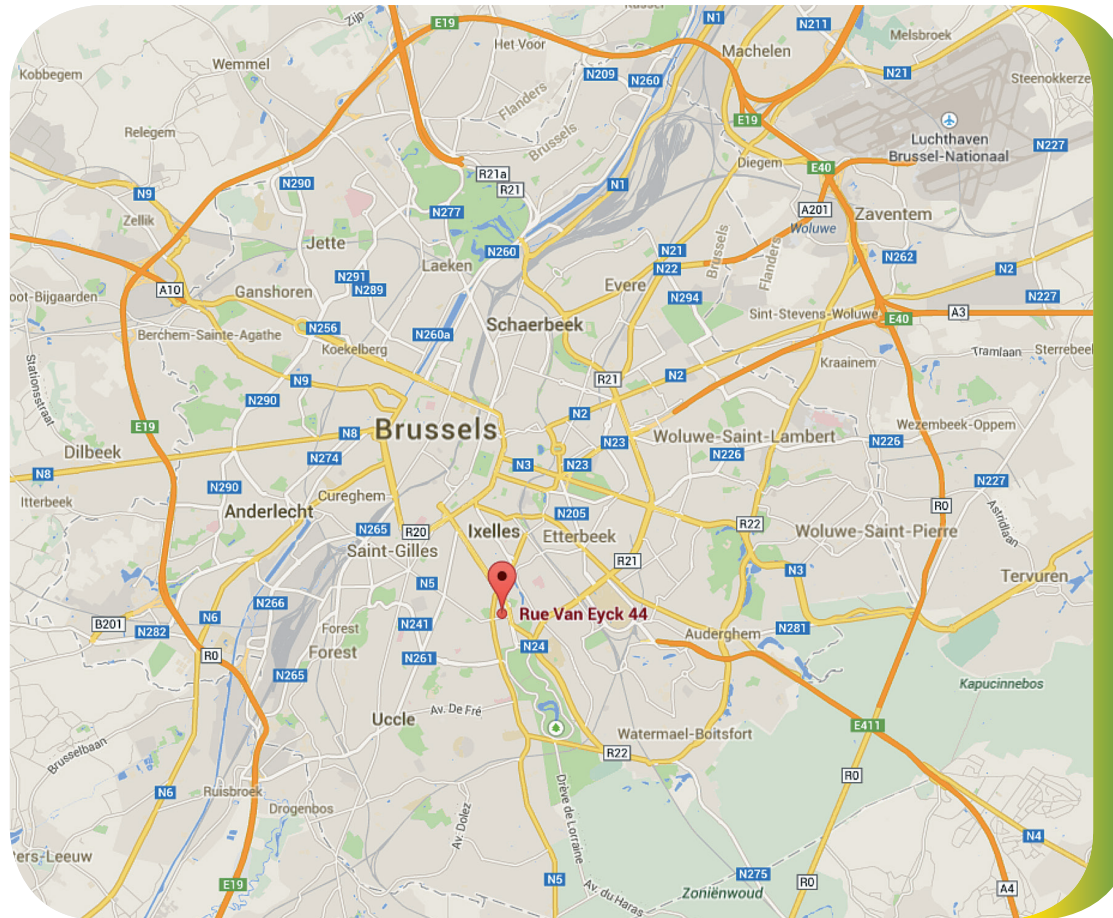 Zijp
E19
Kasser
N1
N211
Melsbroek
Het-Voor
Machelen
Kobbegem
Wemmel
N209
N260
N21
Steenokkerzee
Flanders
Relegem
Brussels
E19
Luchthaven
Brussel-Nationaal
N227
R21a
R21
Diegem
E40
N9
N290
N1
A201
Zaventem
Zellik
N277
Woluwe
Jette
N260
N21
Brussels
Flanders
N262
Laeken
N22
N2
N291
N289
Evere
N294
N227
A10
Ganshoren
oot-Bijgaarden
Schaerbeek
Sint-Stevens-Woluwe
E40
A3
Berchem-Sainte-Agathe
N256
N260a
Koekelberg
Tramlaan
Sterrebeek
Kraainem
Stationsstraat
N9
R21
N2
N290
N2
E19
Brussels
N8
N23
Woluwe-Saint-Lambert
Wezembeek-Oppem
N226
Dilbeek
N274
N3
N23
N226
N8
N290
Cureghem
N227
Itterbeek
Anderlecht
N205
R0
Astridlaan
N265
R20
Ixelles
Etterbeek
R22
Woluwe-Saint-Pierre
Saint-Gilles
R21
N5
N3
Tervuren
N266
Rue Van Eyck 44
B201
N282
N6
Forest
N241
Auderghem
N281
R0
Forest
N261
N24
N265
Kapucinnebos
Uccle
Av. De Fré
E411
Watermael-Boitsfort
R22
Brusselbaan
R0
N6
Ruisbroek
Drogenbos
Av. Dolez
Drève de Lorraine
N4
ers-Leeuw
E19
N5
Av. du Haras
N275
Zoniënwoud
R0
A4